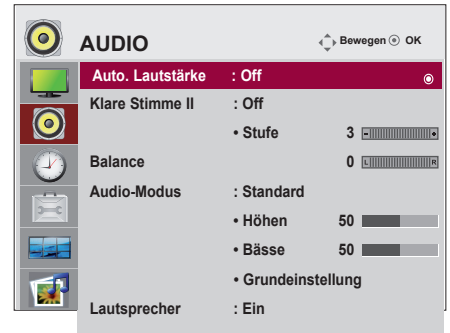 AUDIO
Bewegen OK
Auto. Lautstärke : Off
Klare Stimme II : Off
• Stufe 3 - +
Balance 0 L R
Audio-Modus : Standard
• Höhen 50
• Bässe 50
• Grundeinstellung
Lautsprecher : Ein